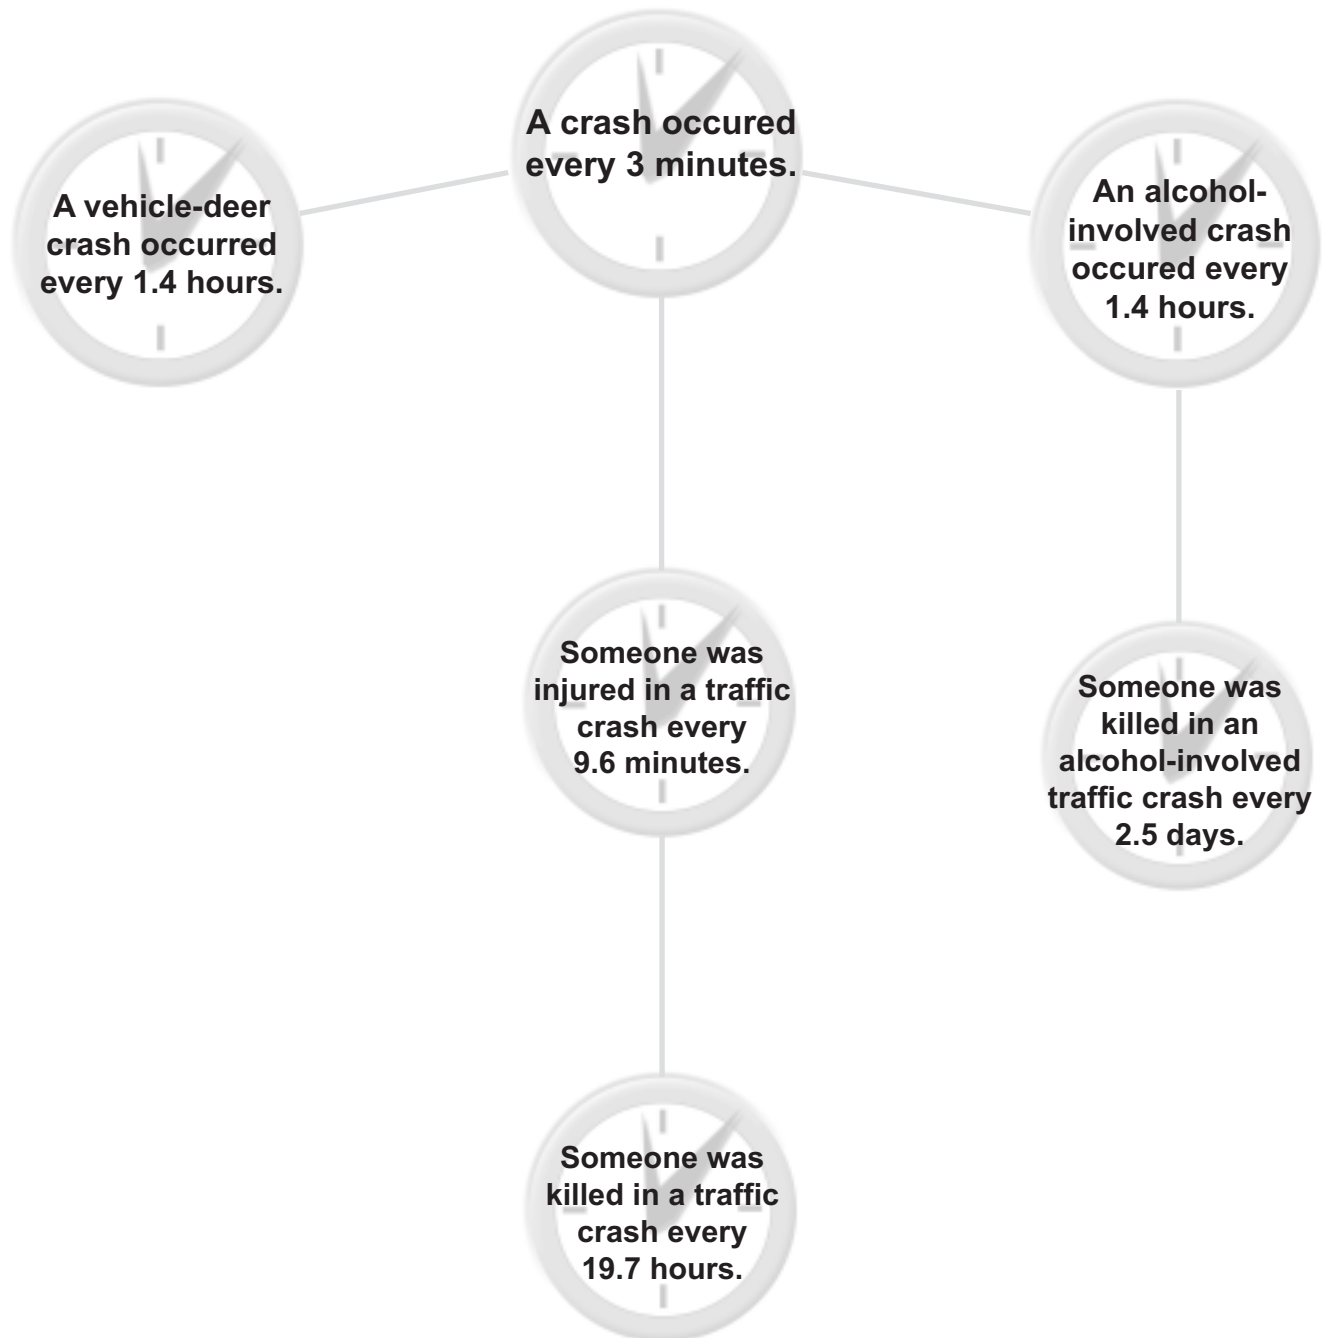 A crash occured
every 3 minutes.
A vehicle-deer
crash occurred
every 1.4 hours.
An alcohol-
involved crash
occured every
1.4 hours.
Someone was
injured in a traffic
crash every
9.6 minutes.
Someone was
killed in an
alcohol-involved
traffic crash every
2.5 days.
Someone was
killed in a traffic
crash every
19.7 hours.